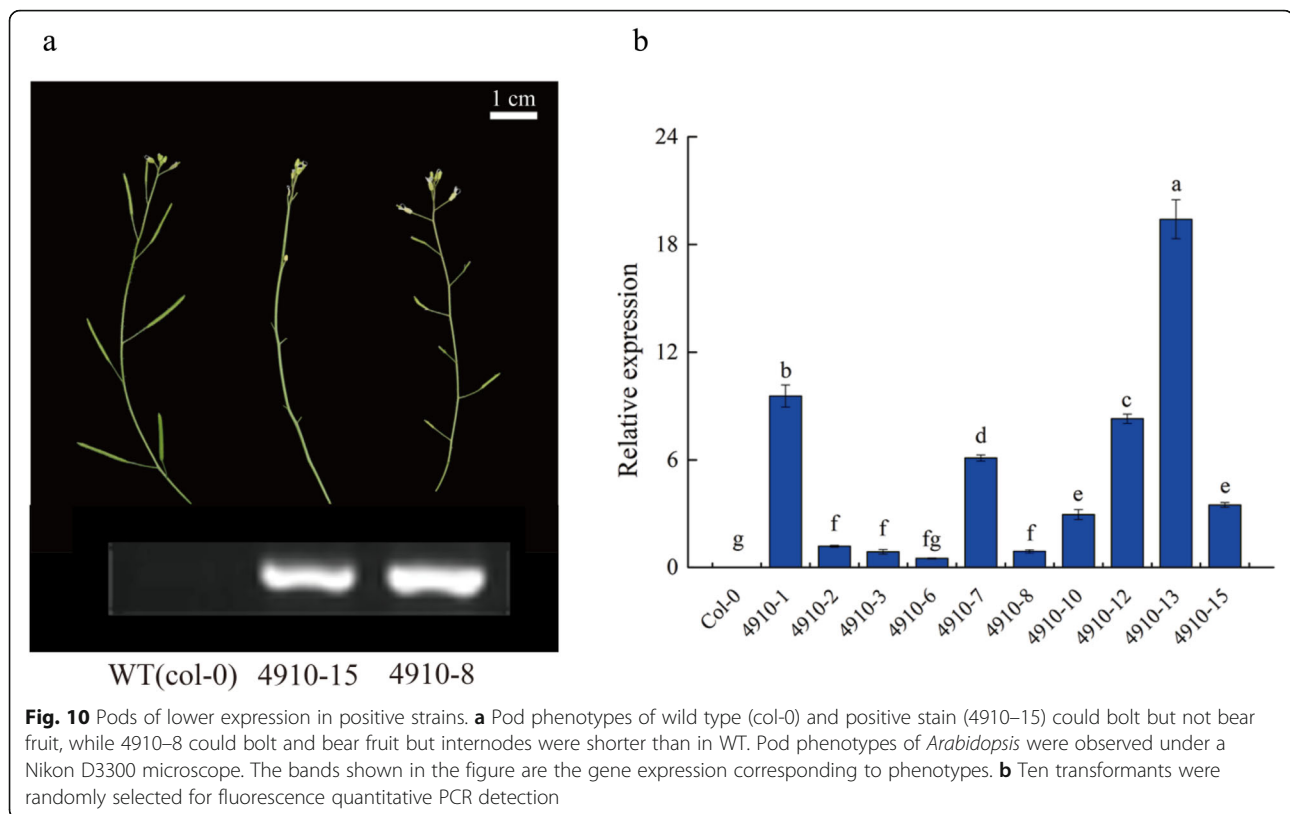 a
b
1 cm
WT(col-0) 4910-15 4910-8
Relative expression
24
18
12
6
0
g
b
f
f
fg
d
f
e
c
a
e
Col-0
4910-1
4910-2
4910-3
4910-6
4910-7
4910-8
4910-10
4910-12
4910-13
4910-15
Fig. 10 Pods of lower expression in positive strains. a Pod phenotypes of wild type (col-0) and positive stain (4910–15) could bolt but not bear
fruit, while 4910–8 could bolt and bear fruit but internodes were shorter than in WT. Pod phenotypes of Arabidopsis were observed under a
Nikon D3300 microscope. The bands shown in the figure are the gene expression corresponding to phenotypes. b Ten transformants were
randomly selected for fluorescence quantitative PCR detection